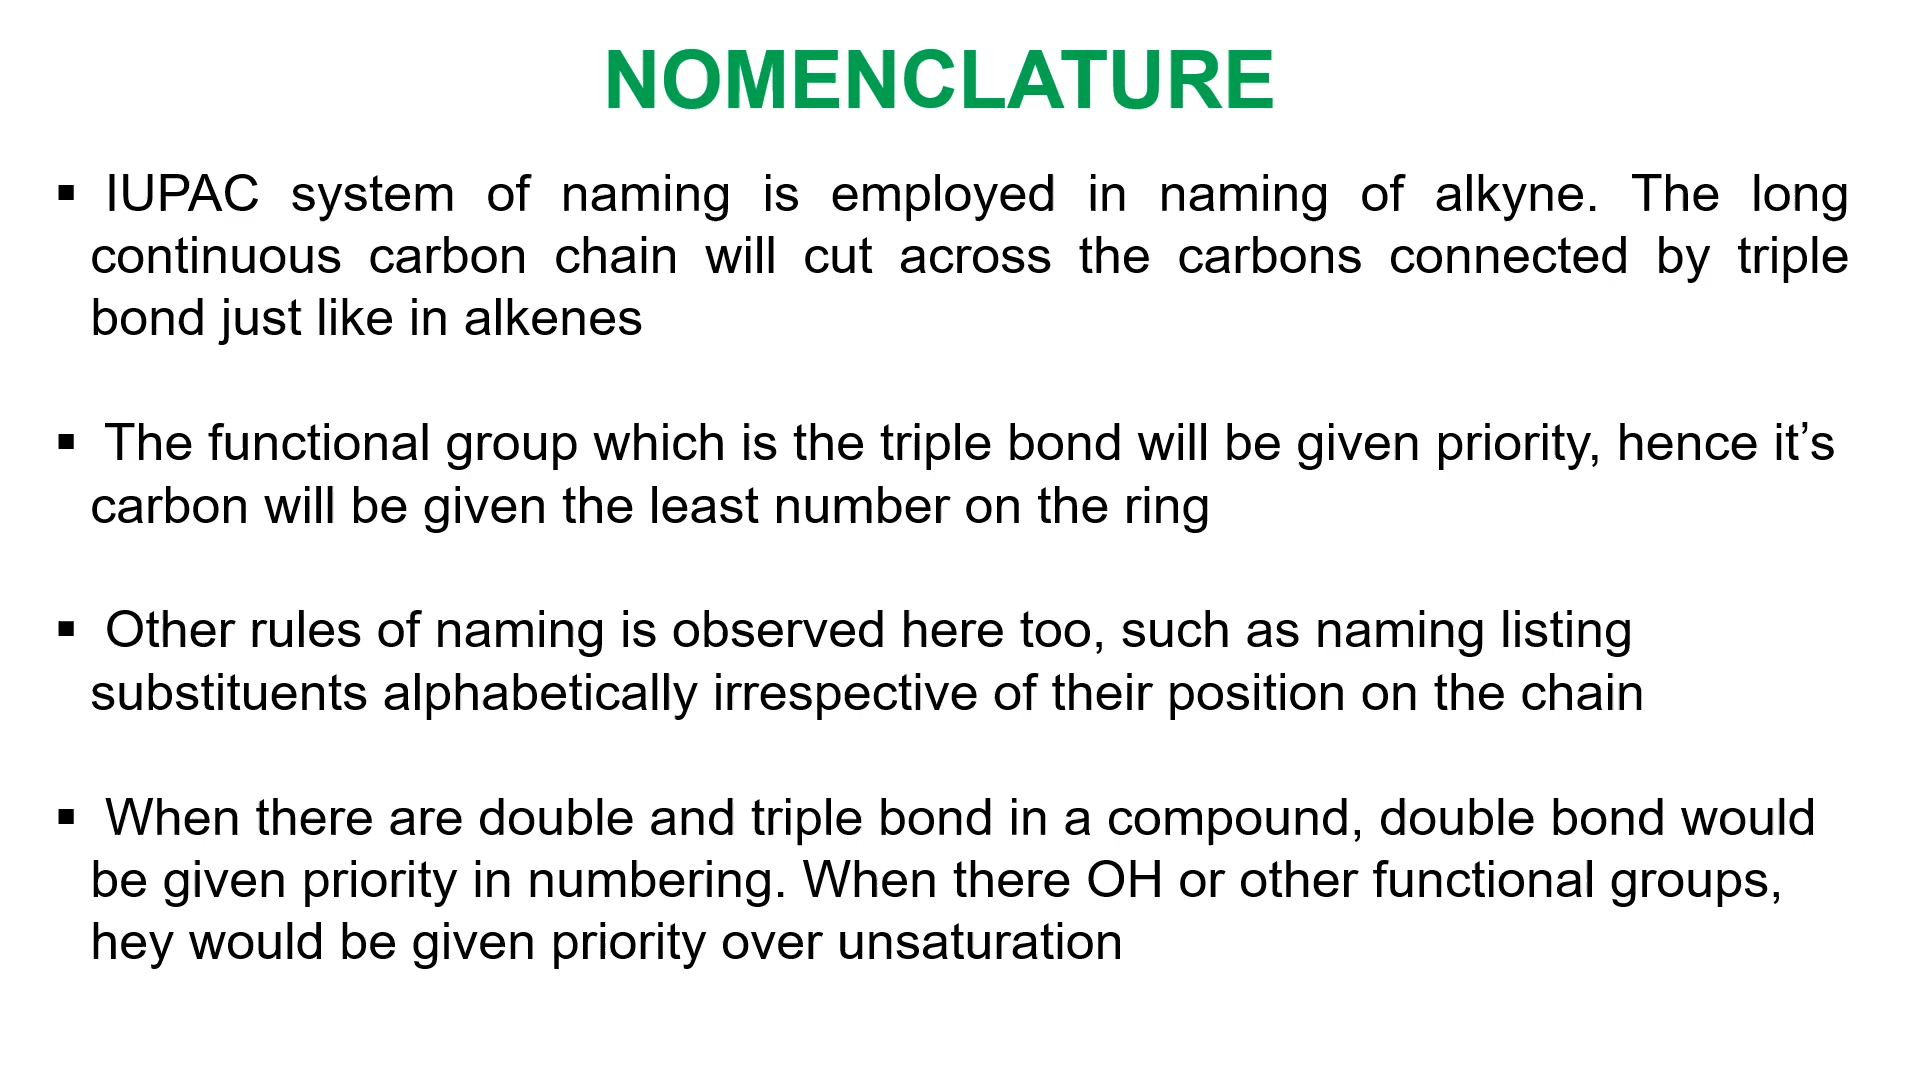 NOMENCLATURE
▪ IUPAC system of naming is employed in naming of alkyne. The long
continuous carbon chain will cut across the carbons connected by triple
bond just like in alkenes
▪ The functional group which is the triple bond will be given priority, hence it’s
carbon will be given the least number on the ring
▪ Other rules of naming is observed here too, such as naming listing
substituents alphabetically irrespective of their position on the chain
▪ When there are double and triple bond in a compound, double bond would
be given priority in numbering. When there OH or other functional groups,
hey would be given priority over unsaturation